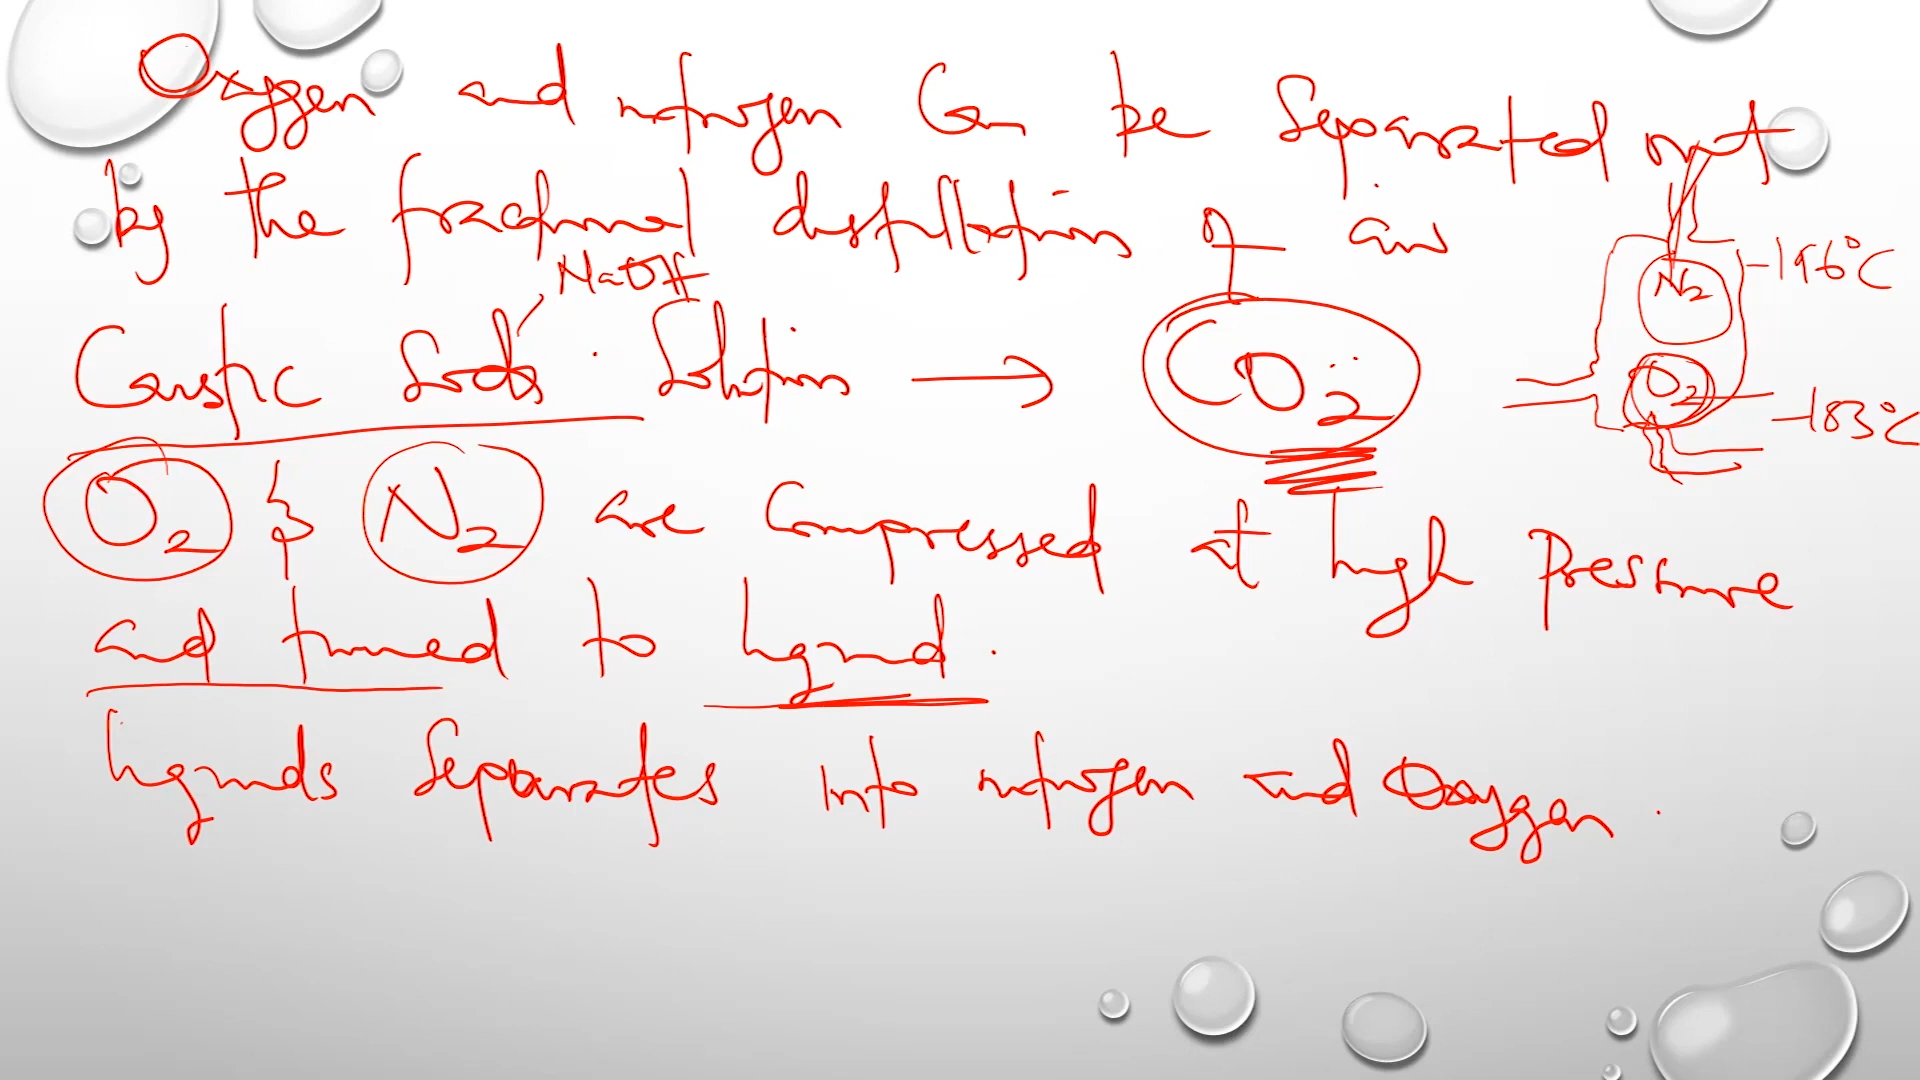 Oxygen and nitrogen Can be Separated out
by the fractional distillation of air
NaOH
Caustic Soda Solution → CO2
N2 -196°C
O2 -183°C
O2 & N2 are Compressed at high Pressure
and turned to liquid.
liquids Separates into nitrogen and Oxygen.